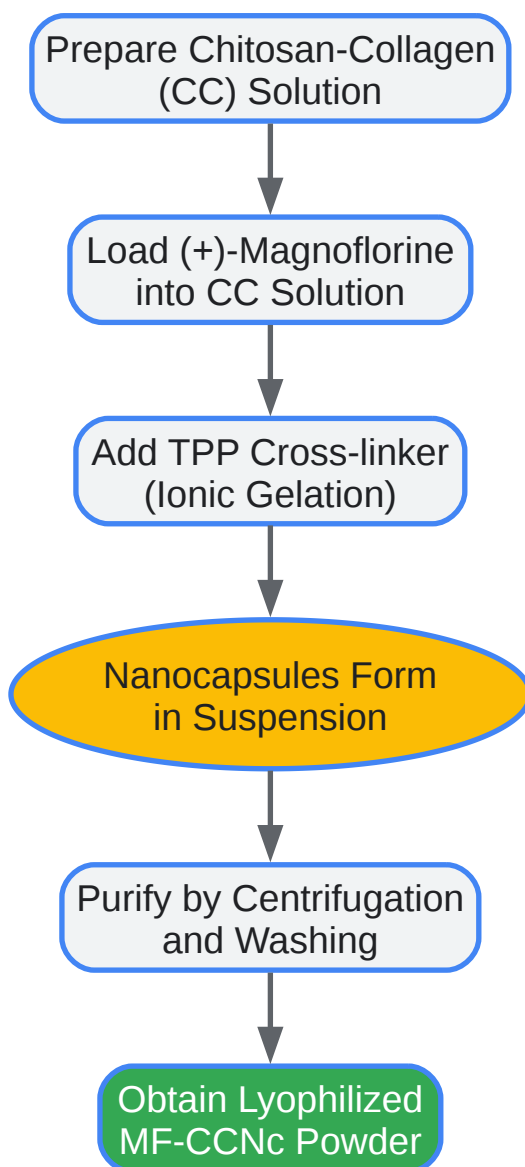 Prepare Chitosan-Collagen
(CC) Solution
Load (+)-Magnoflorine
into CC Solution
Add TPP Cross-linker
(Ionic Gelation)
Nanocapsules Form
in Suspension
Purify by Centrifugation
and Washing
Obtain Lyophilized
MF-CCNc Powder